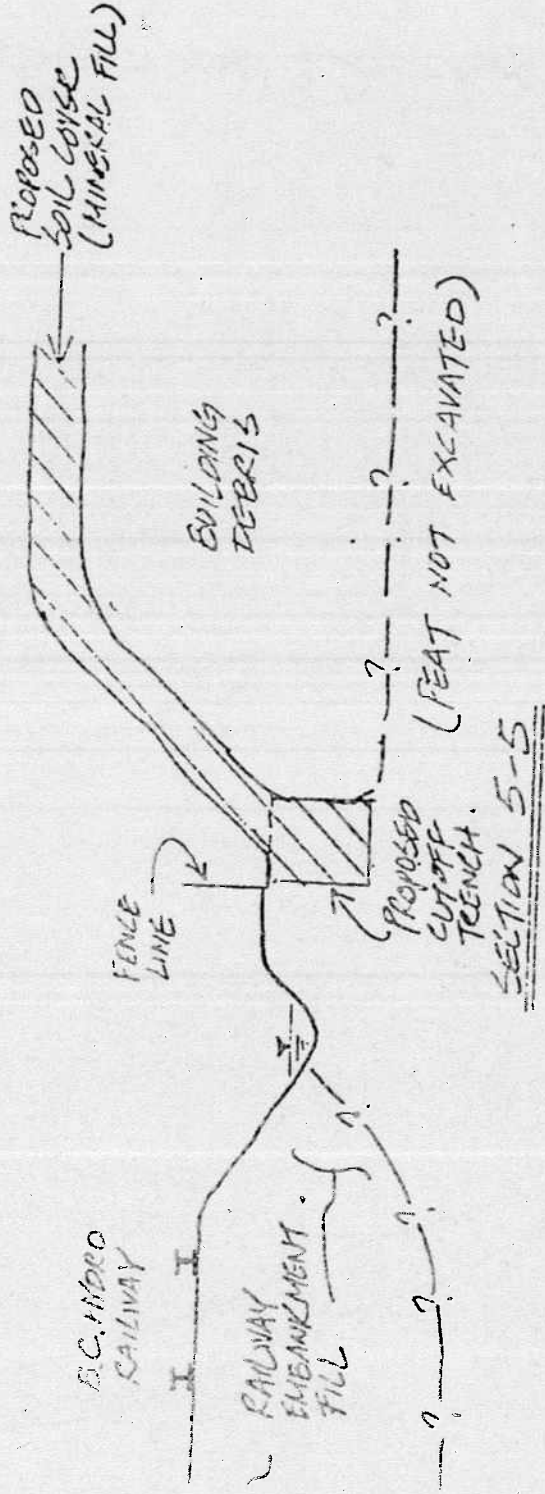 B.C. HYDRO
RAILWAY
RAILWAY
EMBANKMENT
FILL
?
?
?
?
FENCE
LINE
PROPOSED
CUTOFF
TRENCH
SECTION 5-5
BUILDING
DEBRIS
?
?
?
(PEAT NOT EXCAVATED)
PROPOSED
SOIL COVER
(MINERAL FILL)